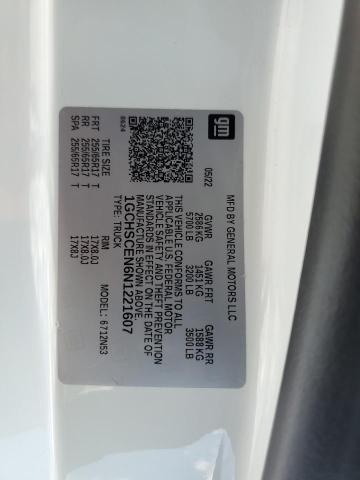 gm
MFD BY GENERAL MOTORS LLC
05/22 GVWR GAWR FRT GAWR RR
2586 KG 1451 KG 1588 KG
5700 LB 3200 LB 3500 LB
THIS VEHICLE CONFORMS TO ALL
APPLICABLE U.S. FEDERAL MOTOR
VEHICLE SAFETY AND THEFT PREVENTION
STANDARDS IN EFFECT ON THE DATE OF
MANUFACTURE SHOWN ABOVE.
1GCHSCEN6N1221607
TYPE: TRUCK
0624 MODEL: 6712N53
TIRE SIZE RIM
FRT 255/65R17 T 17X8.0J
RR 255/65R17 T 17X8.0J
SPA 255/65R17 T 17X8J